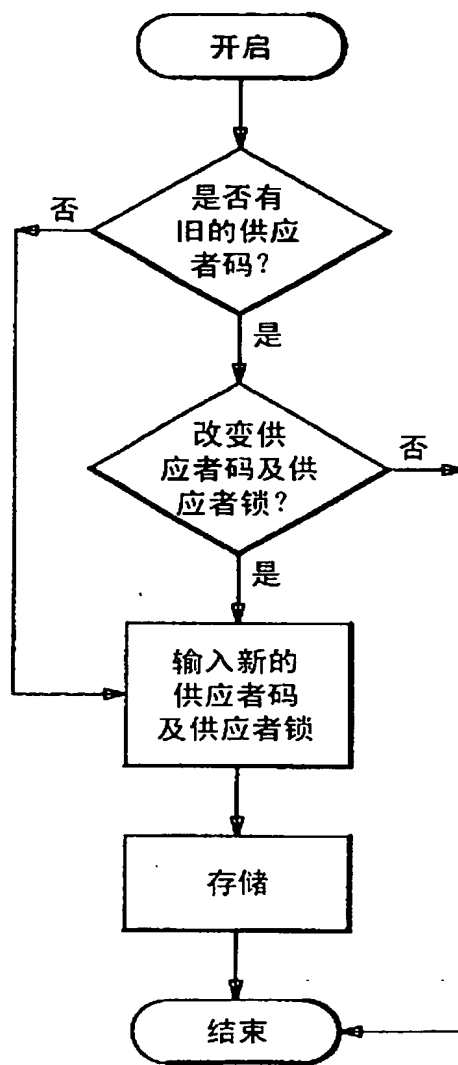 开启
是否有
旧的供应
者码?
否
是
改变供
应者码及供
应者锁?
否
是
输入新的
供应者码
及供应者锁
存储
结束